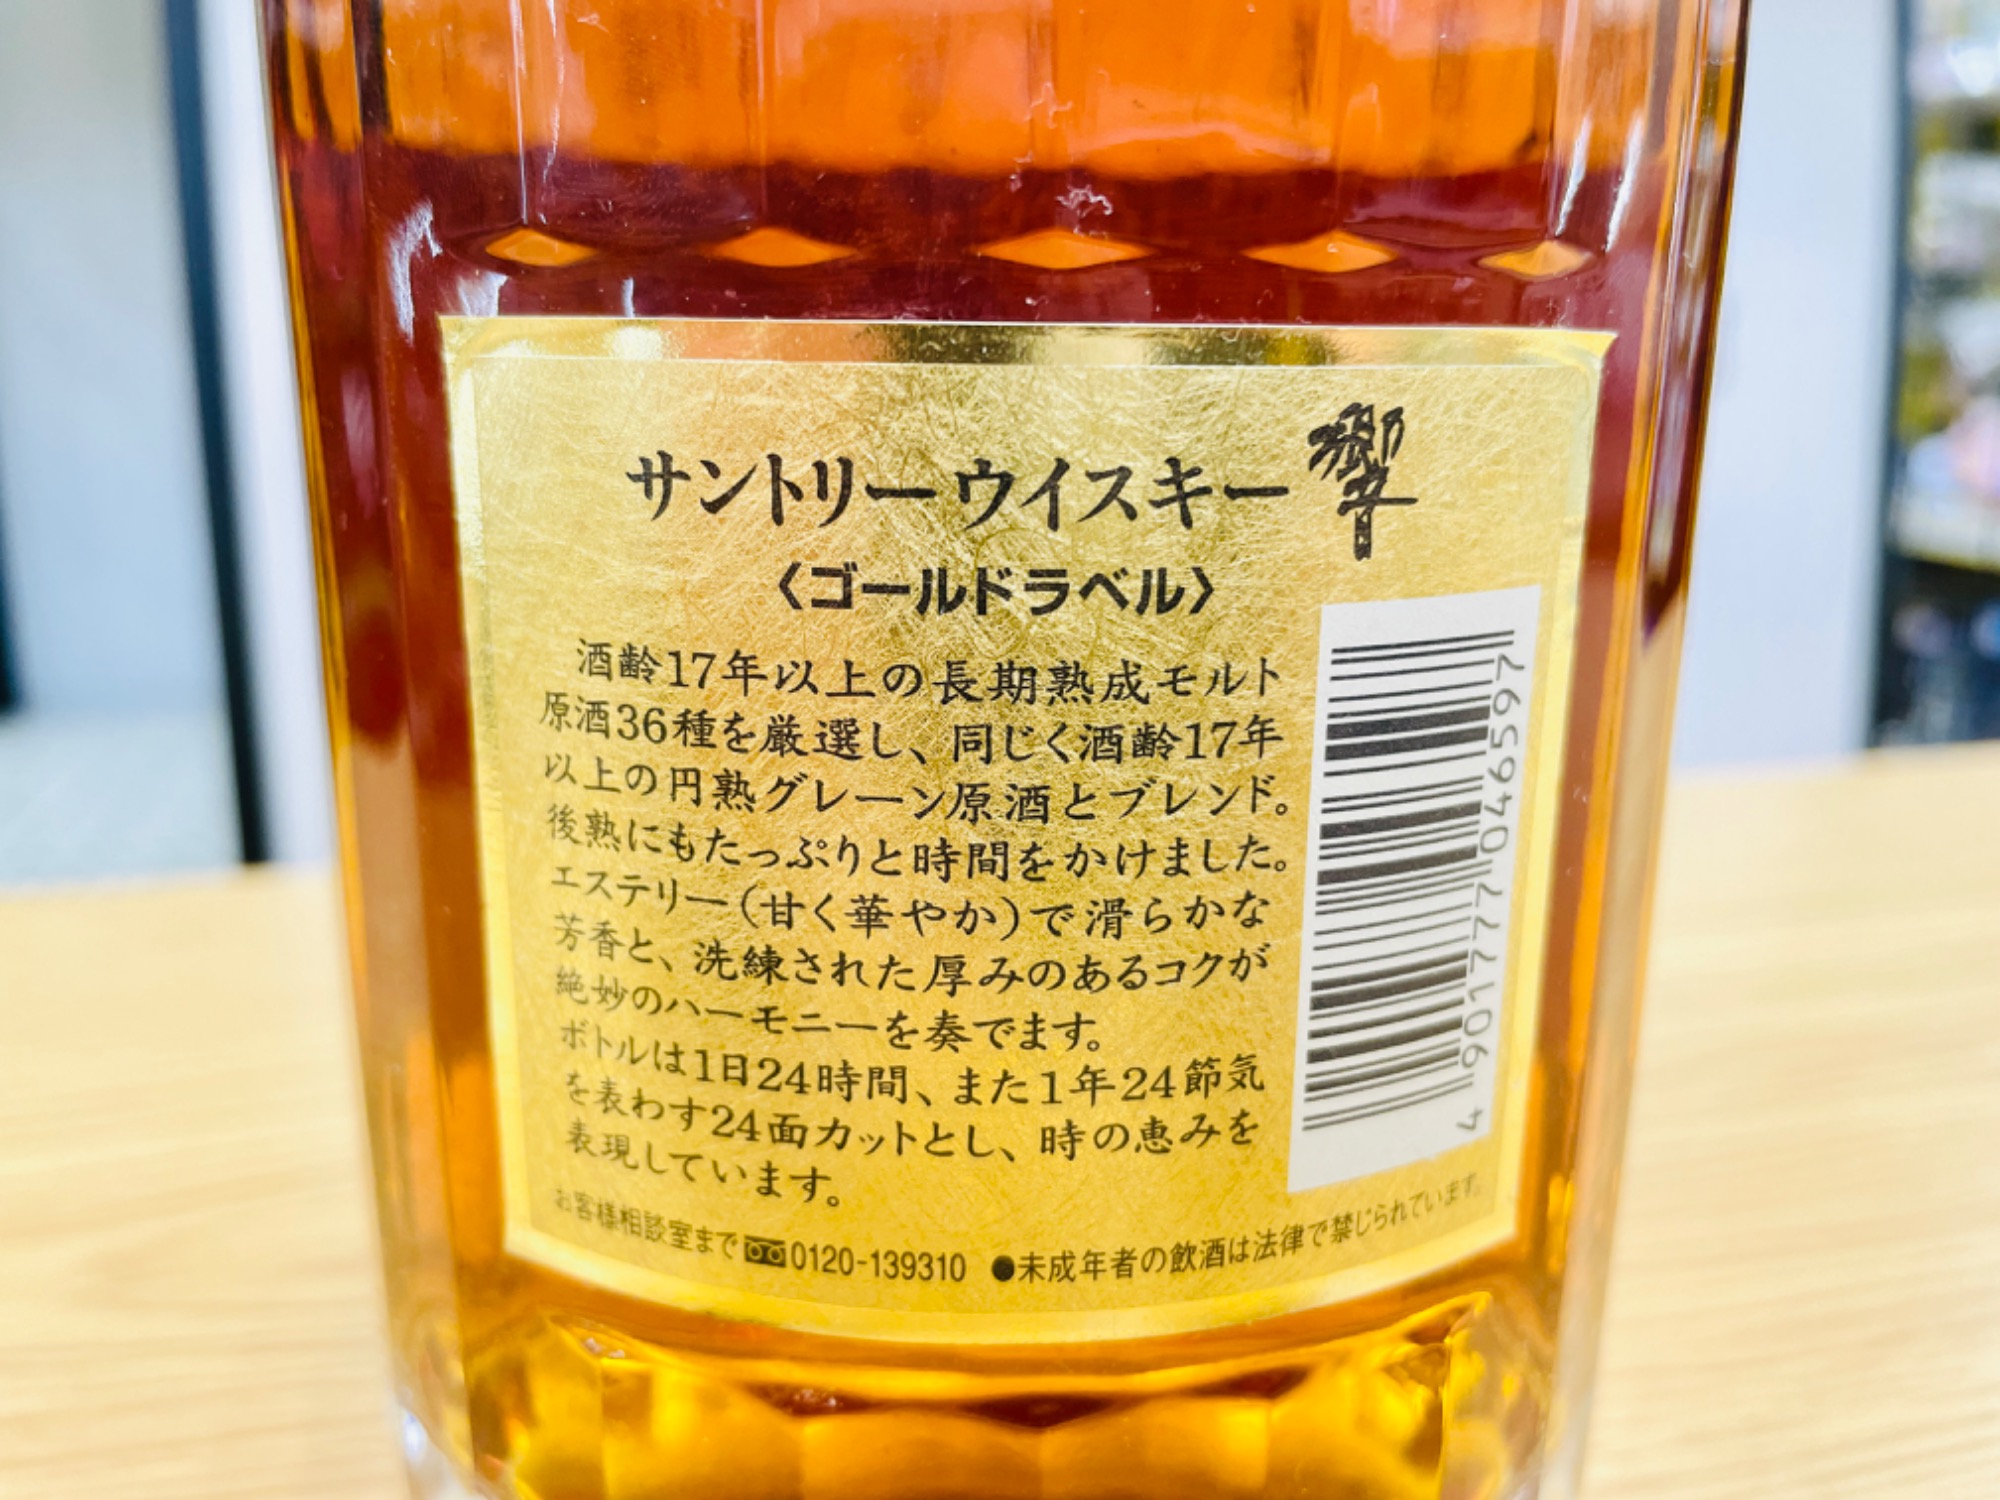 サントリーウイスキー 響
〈ゴールドラベル〉
酒齢17年以上の長期熟成モルト
原酒36種を厳選し、同じく酒齢17年
以上の円熟グレーン原酒とブレンド。
後熟にもたっぷりと時間をかけました。
エステリー（甘く華やか）で滑らかな
芳香と、洗練された厚みのあるコクが
絶妙のハーモニーを奏でます。
ボトルは1日24時間、また1年24節気
を表わす24面カットとし、時の恵みを
表現しています。
お客様相談室まで 0120-139310 ●未成年者の飲酒は法律で禁じられています。
4 901777 046597